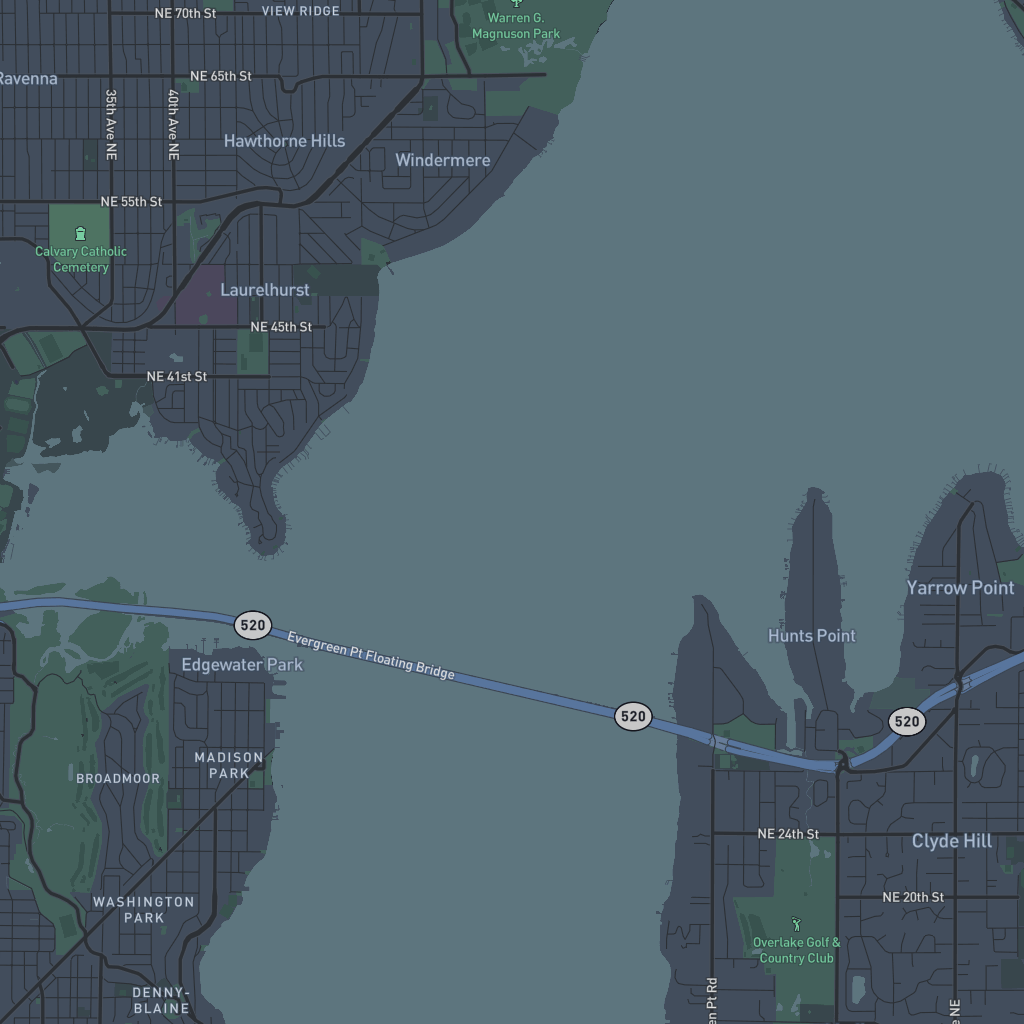 NE 70th St
VIEW RIDGE
Warren G.
Magnuson Park
Ravenna
NE 65th St
35th Ave NE
40th Ave NE
Hawthorne Hills
Windermere
NE 55th St
Calvary Catholic
Cemetery
Laurelhurst
NE 45th St
NE 41st St
Yarrow Point
520
Evergreen Pt Floating Bridge
Hunts Point
Edgewater Park
520
520
MADISON
PARK
BROADMOOR
NE 24th St
Clyde Hill
WASHINGTON
PARK
NE 20th St
Overlake Golf &
Country Club
DENNY-
BLAINE
Pt Rd
NE